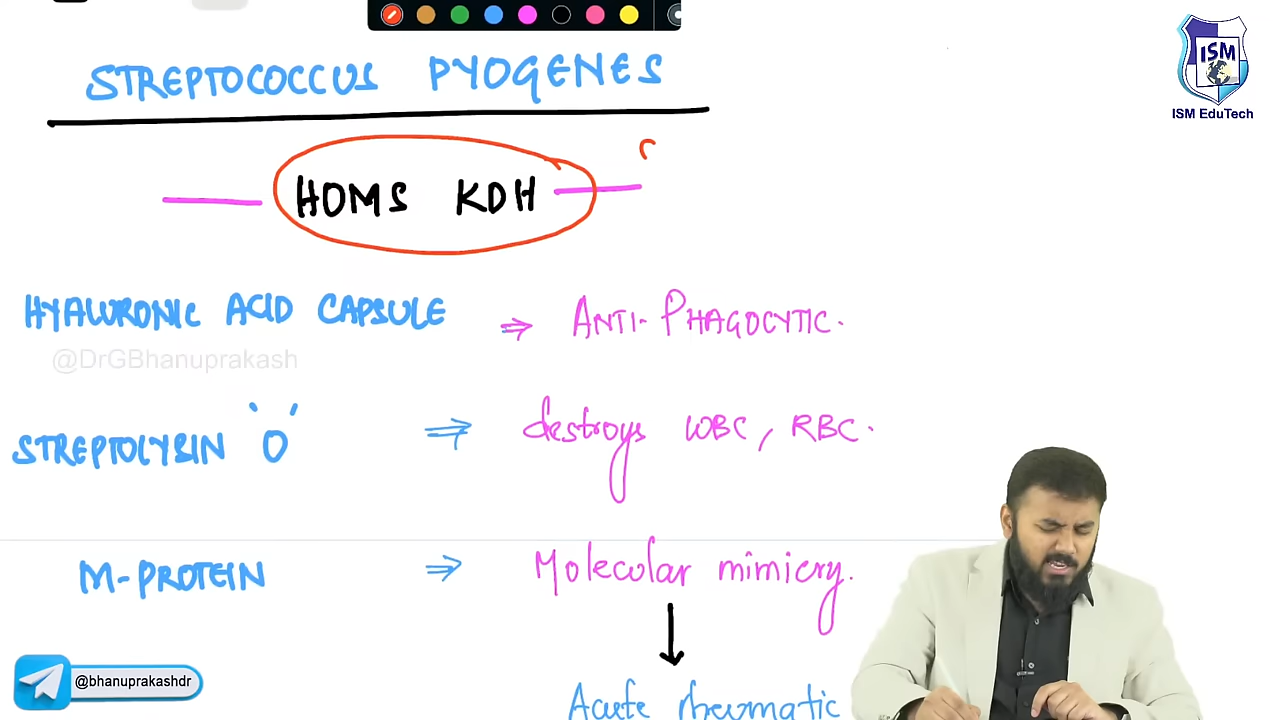 ISM
ISM EduTech
STREPTOCOCCUS PYOGENES
HOMS KDH
HYALURONIC ACID CAPSULE ⇒ ANTI-PHAGOCYTIC.
@DrGBhanuprakash
STREPTOLYSIN 'O' ⇒ destroys WBC, RBC.
M-PROTEIN ⇒ Molecular mimicry.
↓
@bhanuprakashdr
Acute rheumatic